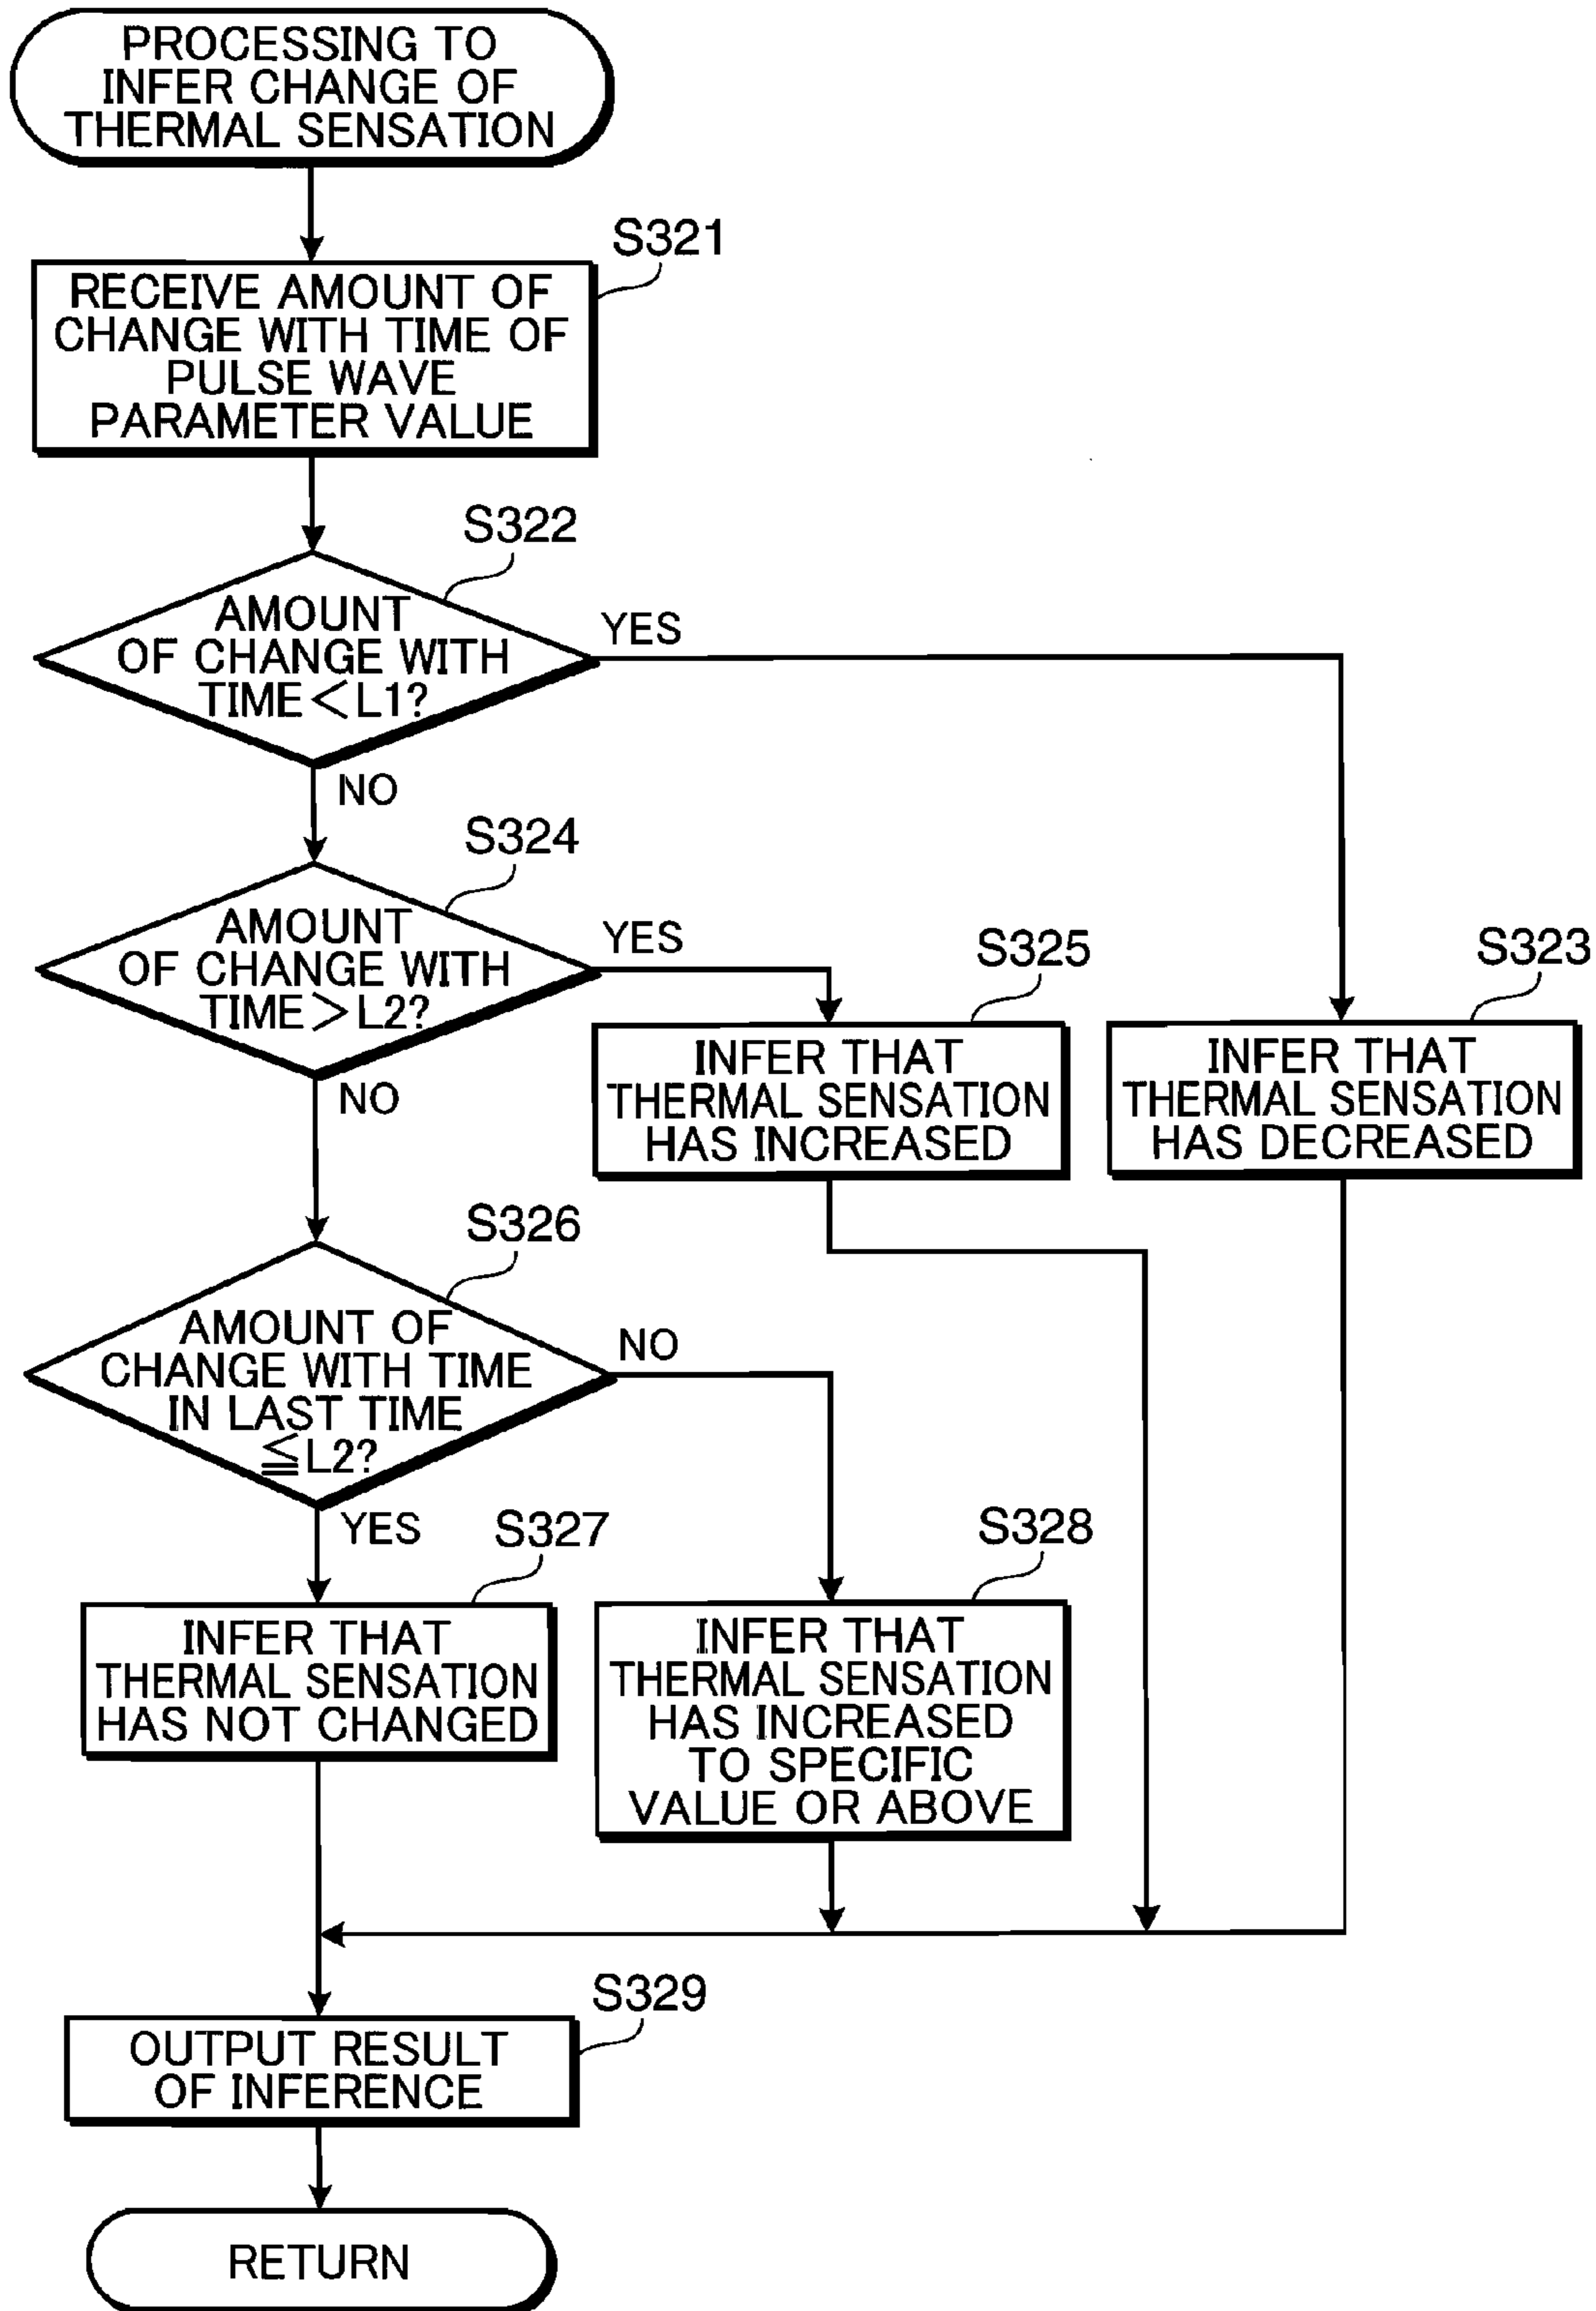 PROCESSING TO
INFER CHANGE OF
THERMAL SENSATION
S321
RECEIVE AMOUNT OF
CHANGE WITH TIME OF
PULSE WAVE
PARAMETER VALUE
S322
AMOUNT
OF CHANGE WITH
TIME<L1?
YES
NO
S324
AMOUNT
OF CHANGE WITH
TIME>L2?
YES
NO
S325
INFER THAT
THERMAL SENSATION
HAS INCREASED
S323
INFER THAT
THERMAL SENSATION
HAS DECREASED
S326
AMOUNT OF
CHANGE WITH TIME
IN LAST TIME
≦L2?
NO
YES
S327
INFER THAT
THERMAL SENSATION
HAS NOT CHANGED
S328
INFER THAT
THERMAL SENSATION
HAS INCREASED
TO SPECIFIC
VALUE OR ABOVE
S329
OUTPUT RESULT
OF INFERENCE
RETURN